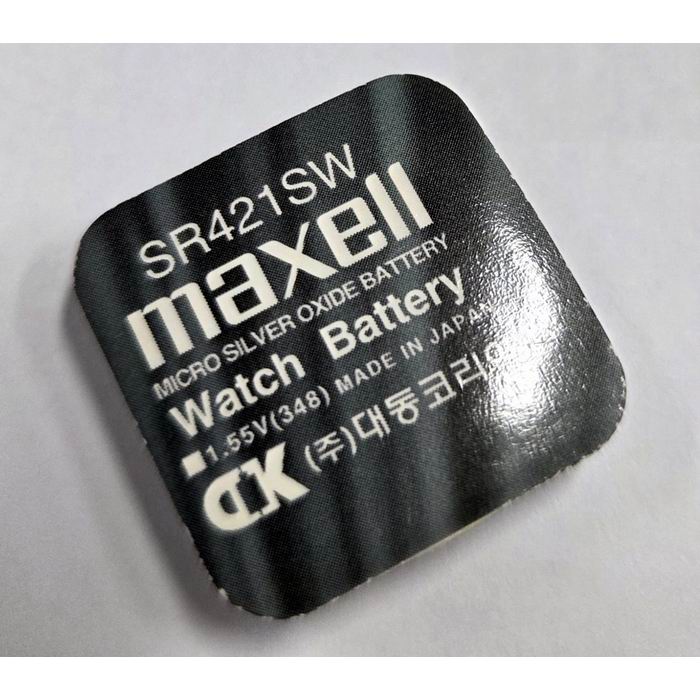 SR421SW
maxell
MICRO SILVER OXIDE BATTERY
Watch Battery
1.55V(348) MADE IN JAPAN
DK (주)대동코리아